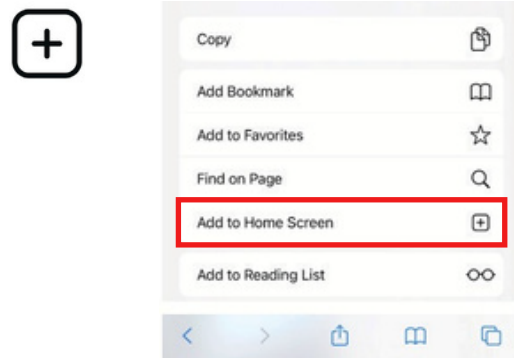 Copy
Add Bookmark
Add to Favorites
Find on Page
Add to Home Screen
Add to Reading List